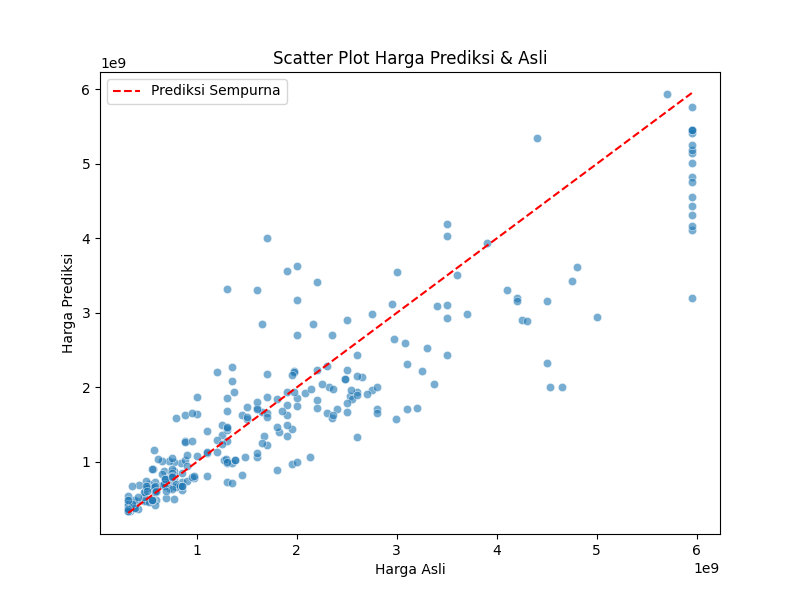 Scatter Plot Harga Prediksi & Asli
1e9
Prediksi Sempurna
6
5
4
3
2
1
Harga Prediksi
1 2 3 4 5 6
1e9
Harga Asli